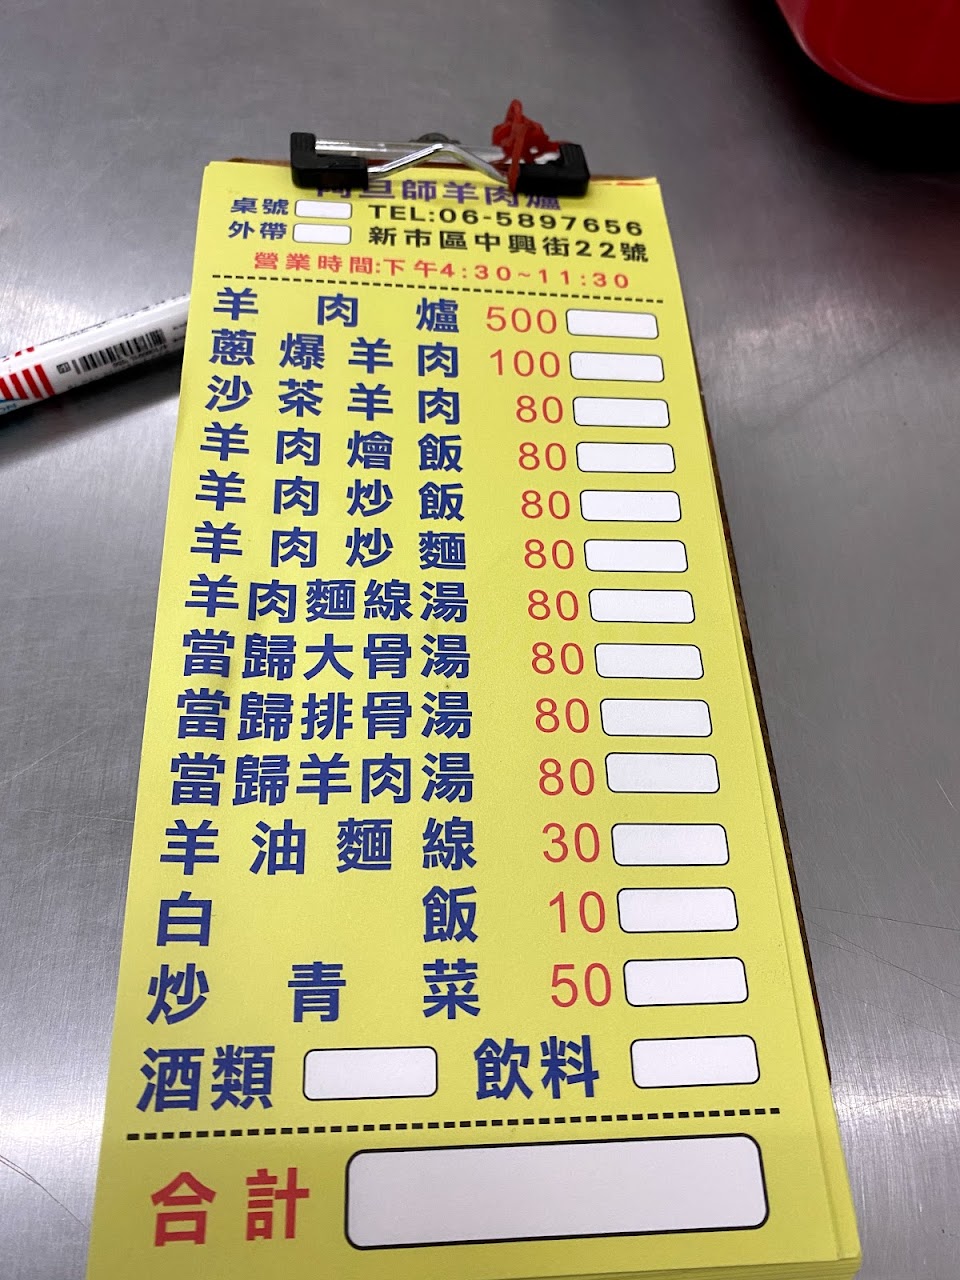 師羊肉爐
桌號 TEL:06-5897656
外帶 新市區中興街22號
營業時間:下午4:30~11:30
羊肉爐 500
蔥爆羊肉 100
沙茶羊肉 80
羊肉燴飯 80
羊肉炒飯 80
羊肉炒麵 80
羊肉麵線湯 80
當歸大骨湯 80
當歸排骨湯 80
當歸羊肉湯 80
羊油麵線 30
白飯 10
炒青菜 50
酒類 飲料
合計